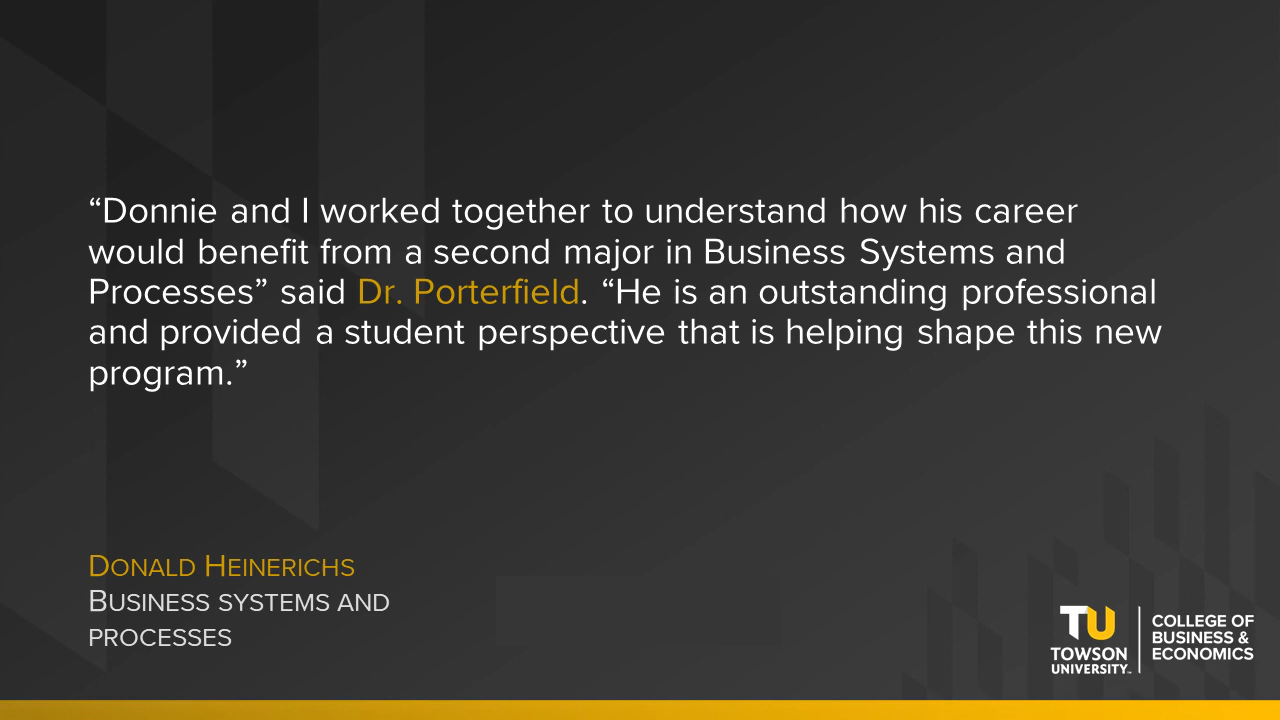 “Donnie and I worked together to understand how his career
would benefit from a second major in Business Systems and
Processes” said Dr. Porterfield. “He is an outstanding professional
and provided a student perspective that is helping shape this new
program.”
DONALD HEINERICHS
BUSINESS SYSTEMS AND
PROCESSES
TU
TOWSON
UNIVERSITY™
COLLEGE OF
BUSINESS &
ECONOMICS